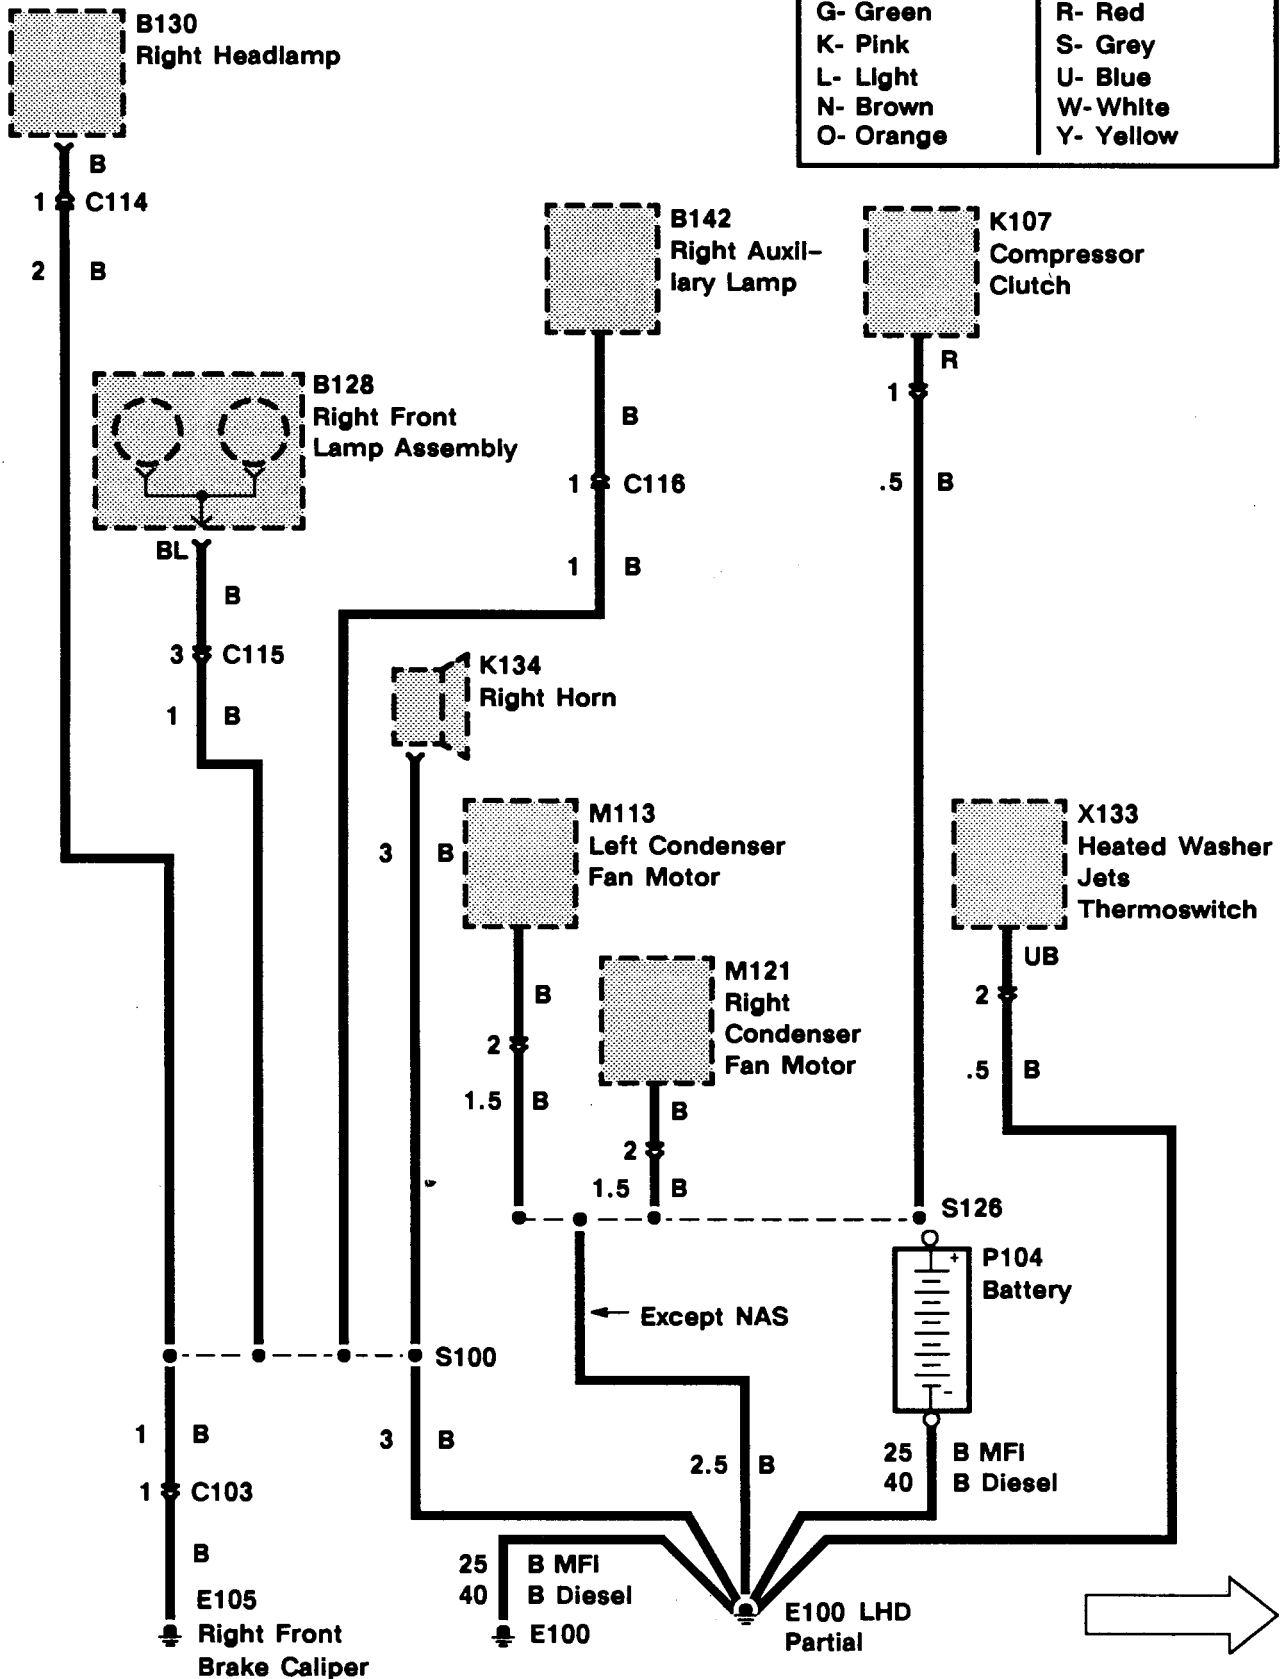 G- Green
K- Pink
L- Light
N- Brown
O- Orange
R- Red
S- Grey
U- Blue
W- White
Y- Yellow
B130
Right Headlamp
B
1 C114
2 B
B142
Right Auxil-
iary Lamp
K107
Compressor
Clutch
R
1
B128
Right Front
Lamp Assembly
B
1 C116
.5 B
BL
B
1 B
3 C115
K134
Right Horn
1 B
M113
Left Condenser
Fan Motor
X133
Heated Washer
Jets
Thermoswitch
3 B
UB
M121
Right
Condenser
Fan Motor
B
2
2
.5 B
1.5 B
B
2
1.5 B
S126
P104
Battery
+
-
Except NAS
S100
1 B
3 B
2.5 B
25 B MFI
40 B Diesel
1 C103
B
25 B MFI
40 B Diesel
E105
Right Front
Brake Caliper
E100
E100 LHD
Partial